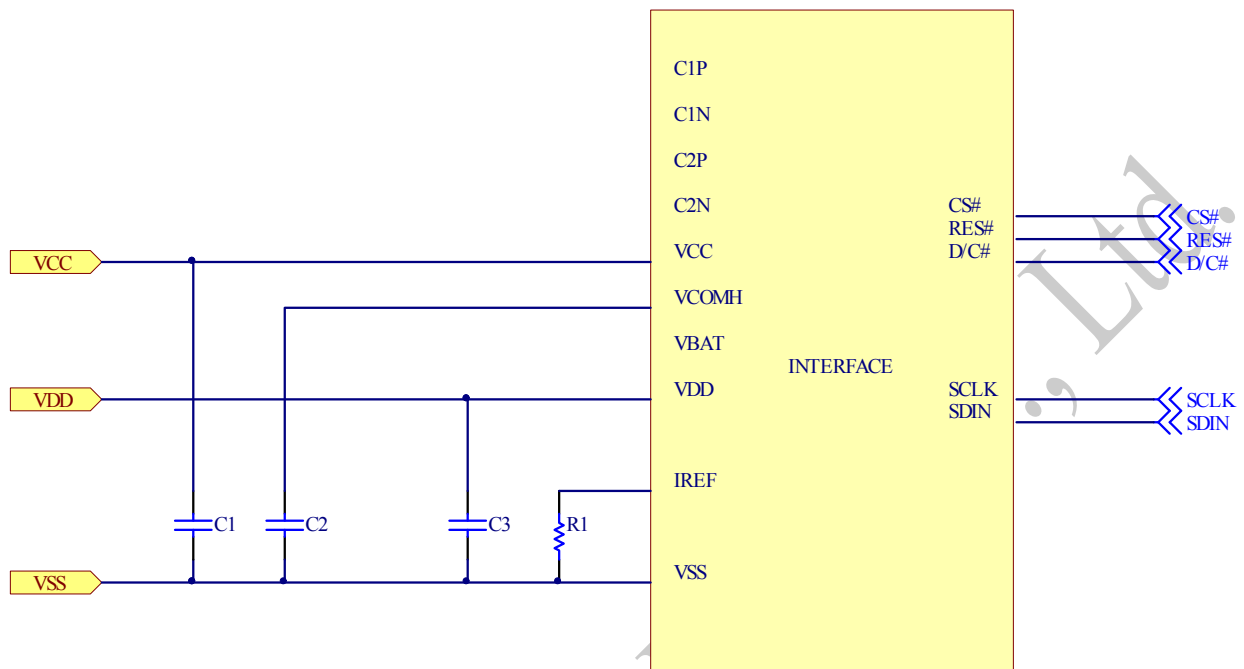 C1P
C1N
C2P
C2N
VCC
VCOMH
VBAT
VDD
IREF
VSS
INTERFACE
CS#
RES#
D/C#
SCLK
SDIN
CS#
RES#
D/C#
SCLK
SDIN
VCC
VDD
VSS
C1
C2
C3
R1
., Ltd.